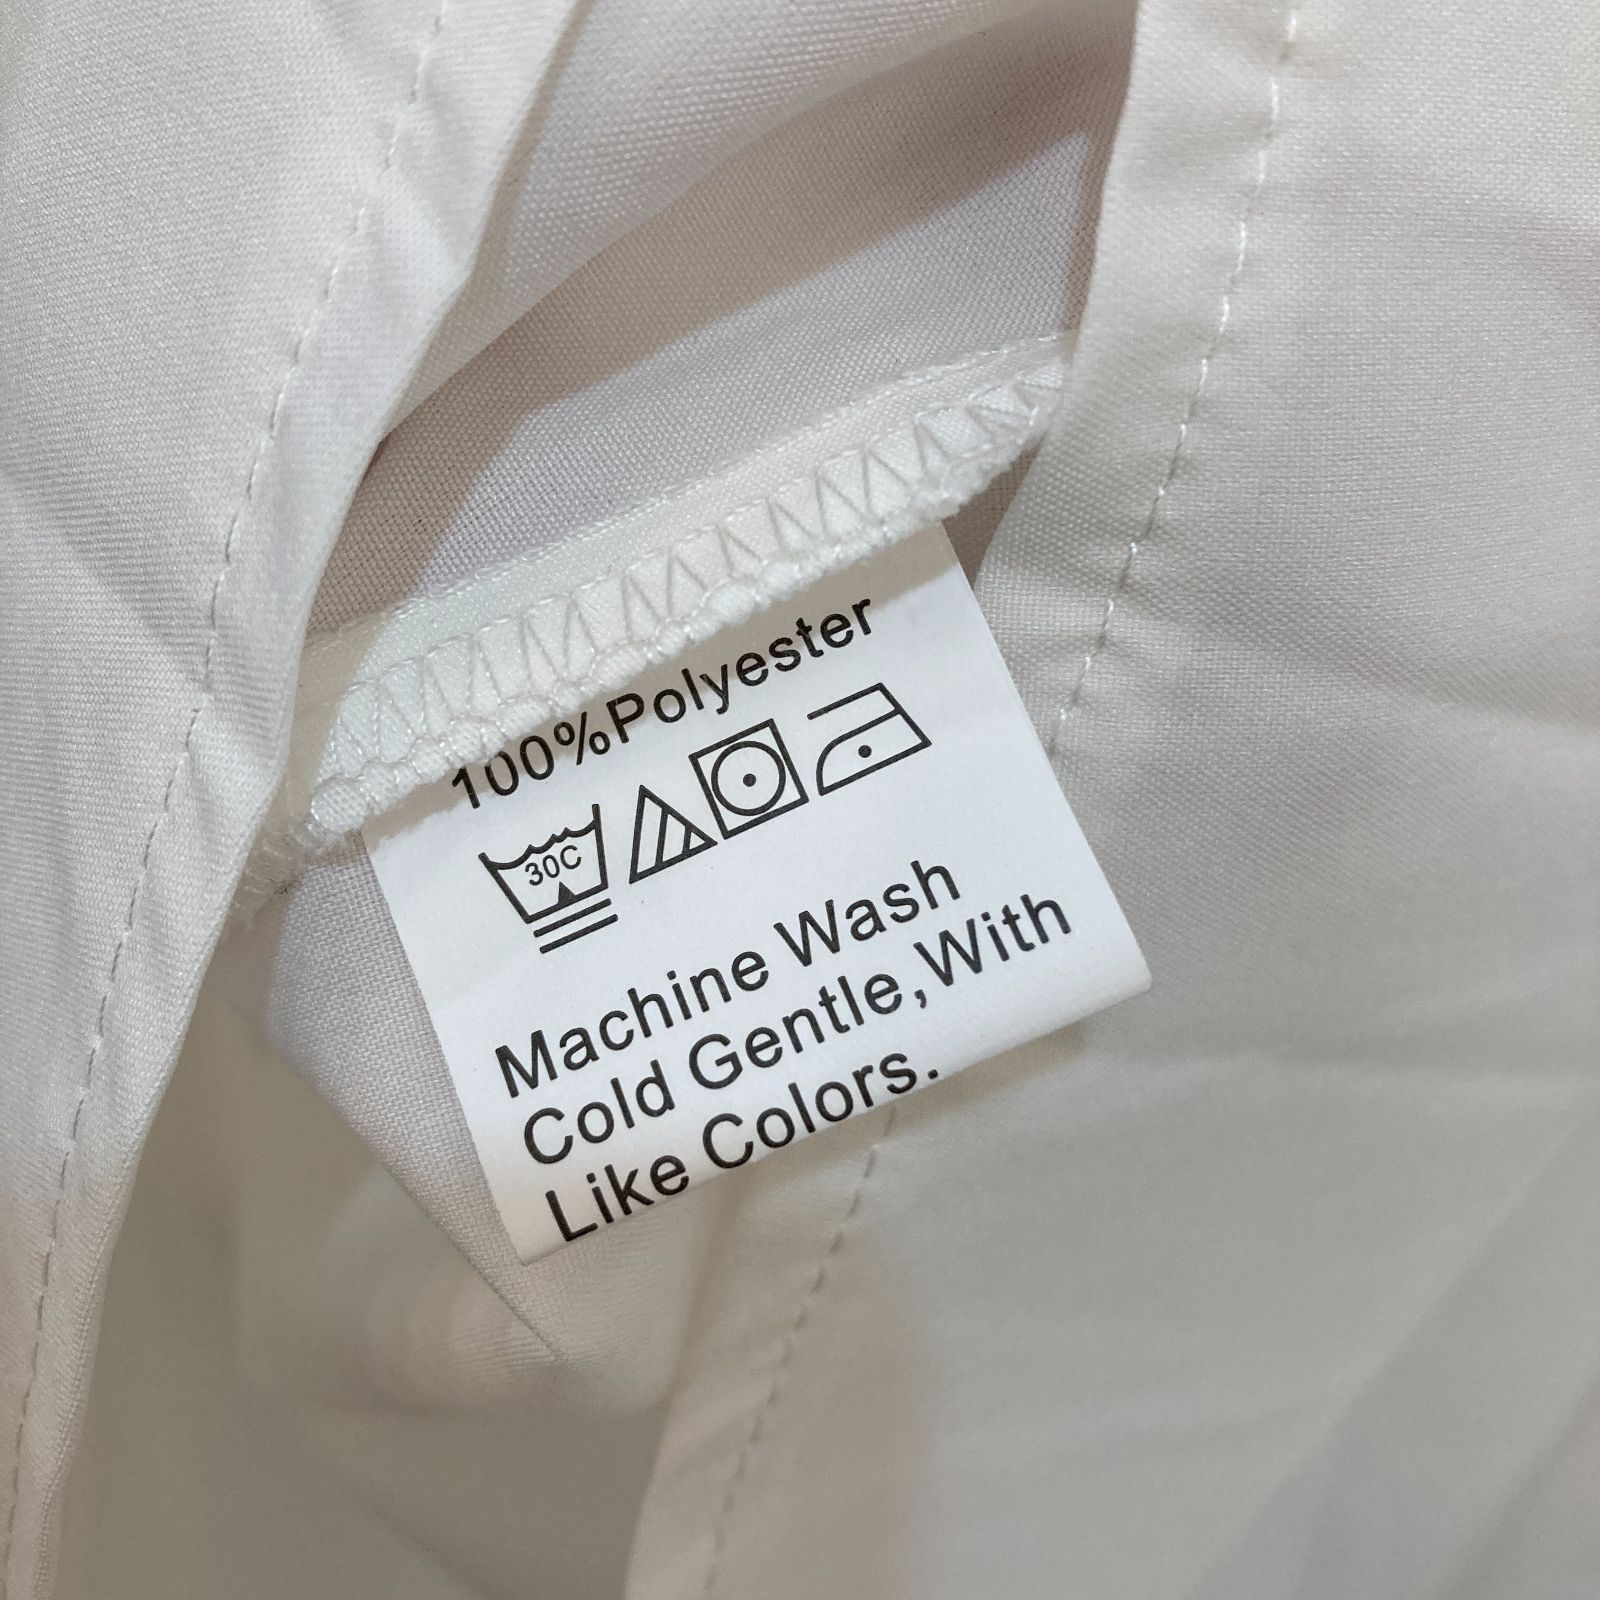 100%Polyester
30C
Machine Wash
Cold Gentle,With
Like Colors.